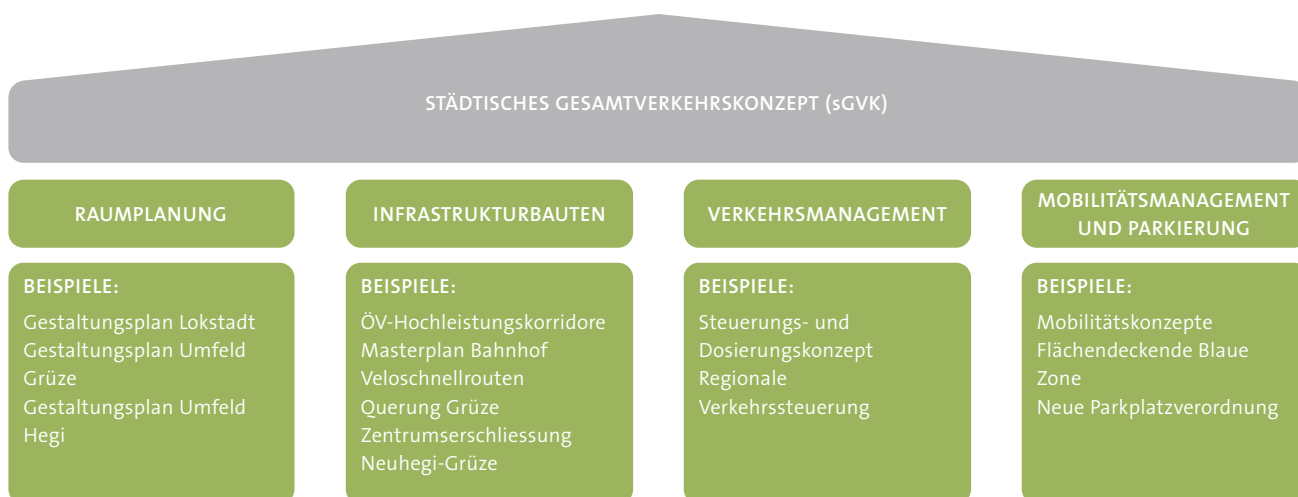 STÄDTISCHES GESAMTVERKEHRSKONZEPT (sGVK)
RAUMPLANUNG
BEISPIELE:
Gestaltungsplan Lokstadt
Gestaltungsplan Umfeld
Grüze
Gestaltungsplan Umfeld
Hegi
INFRASTRUKTURBAUTEN
BEISPIELE:
ÖV-Hochleistungskorridore
Masterplan Bahnhof
Veloschnellrouten
Querung Grüze
Zentrumserschliessung
Neuhegi-Grüze
VERKEHRSMANAGEMENT
BEISPIELE:
Steuerungs- und
Dosierungskonzept
Regionale
Verkehrssteuerung
MOBILITÄTSMANAGEMENT
UND PARKIERUNG
BEISPIELE:
Mobilitätskonzepte
Flächendeckende Blaue
Zone
Neue Parkplatzverordnung